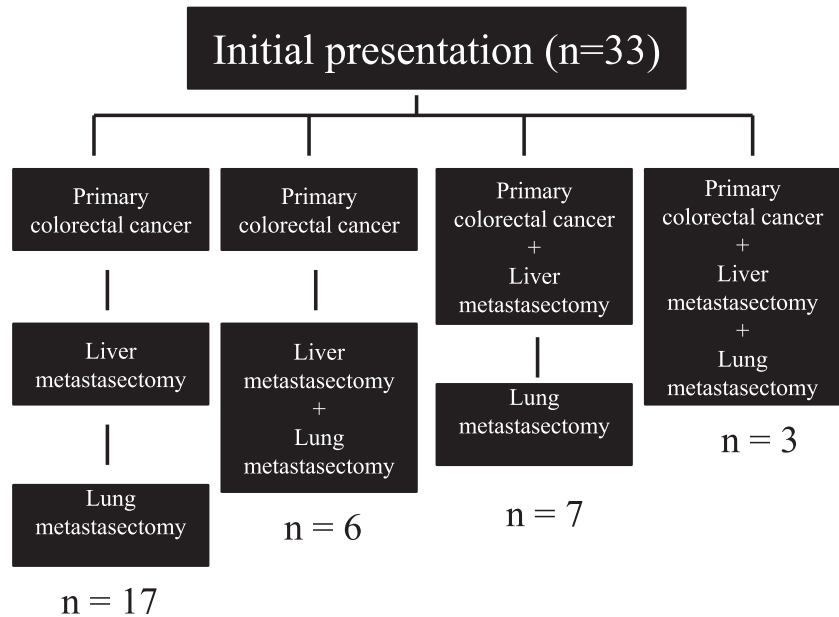 Initial presentation (n=33)
Primary
colorectal cancer
Liver
metastasectomy
Lung
metastasectomy
n = 17
Primary
colorectal cancer
Liver
metastasectomy
+
Lung
metastasectomy
n = 6
Primary
colorectal cancer
+
Liver
metastasectomy
Lung
metastasectomy
n = 7
Primary
colorectal cancer
+
Liver
metastasectomy
+
Lung
metastasectomy
n = 3